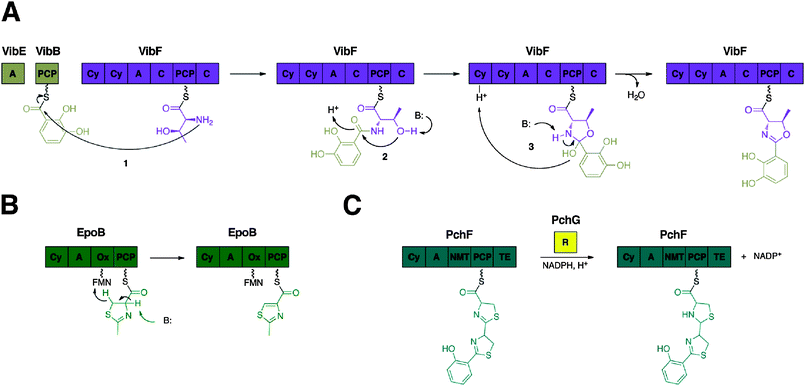 A
VibE VibB VibF VibF VibF VibF
A PCP Cy Cy A C PCP C Cy Cy A C PCP C Cy Cy A C PCP C Cy Cy A C PCP C
S S S S S
H⁺ H₂O
O O O O O
OH NH₂ H⁺ B: B: O
HO O NH O H H N O N O
OH HO 2 HO OH HO
1 HO 3 OH HO
B C
EpoB EpoB PchF PchG PchF
Cy A Ox PCP Cy A Ox PCP Cy A NMT PCP TE R Cy A NMT PCP TE + NADP⁺
NADPH, H⁺
FMN S FMN S S S
H H O O O O
S N B: S N N S HN S
N S N S
OH OH